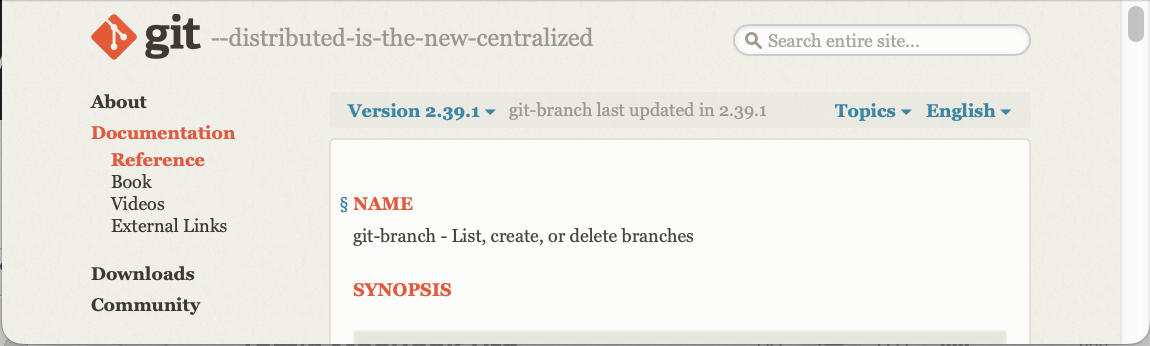 git --distributed-is-the-new-centralized
Search entire site...
About
Documentation
Reference
Book
Videos
External Links
Downloads
Community
Version 2.39.1 git-branch last updated in 2.39.1 Topics English
§ NAME
git-branch - List, create, or delete branches
SYNOPSIS